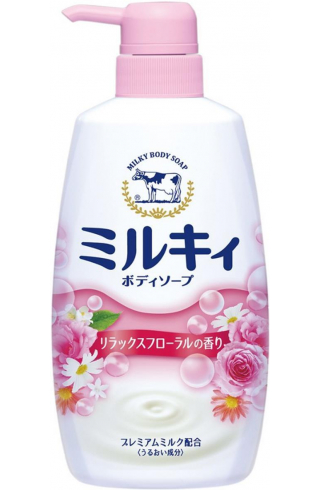 MILKY BODY SOAP
ミルキィ
ボディソープ
リラックスフローラルの香り
プレミアムミルク配合
〈うるおい成分〉